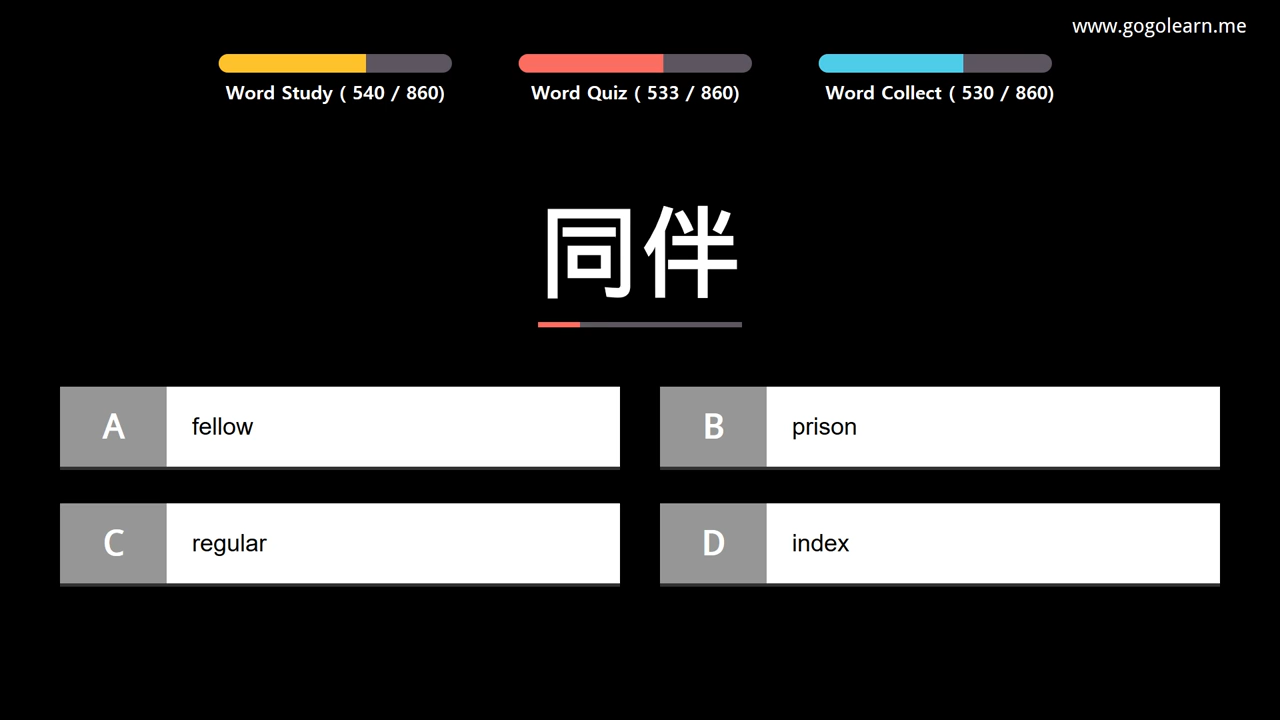 www.gogolearn.me
Word Study ( 540 / 860)
Word Quiz ( 533 / 860)
Word Collect ( 530 / 860)
同伴
A fellow
B prison
C regular
D index